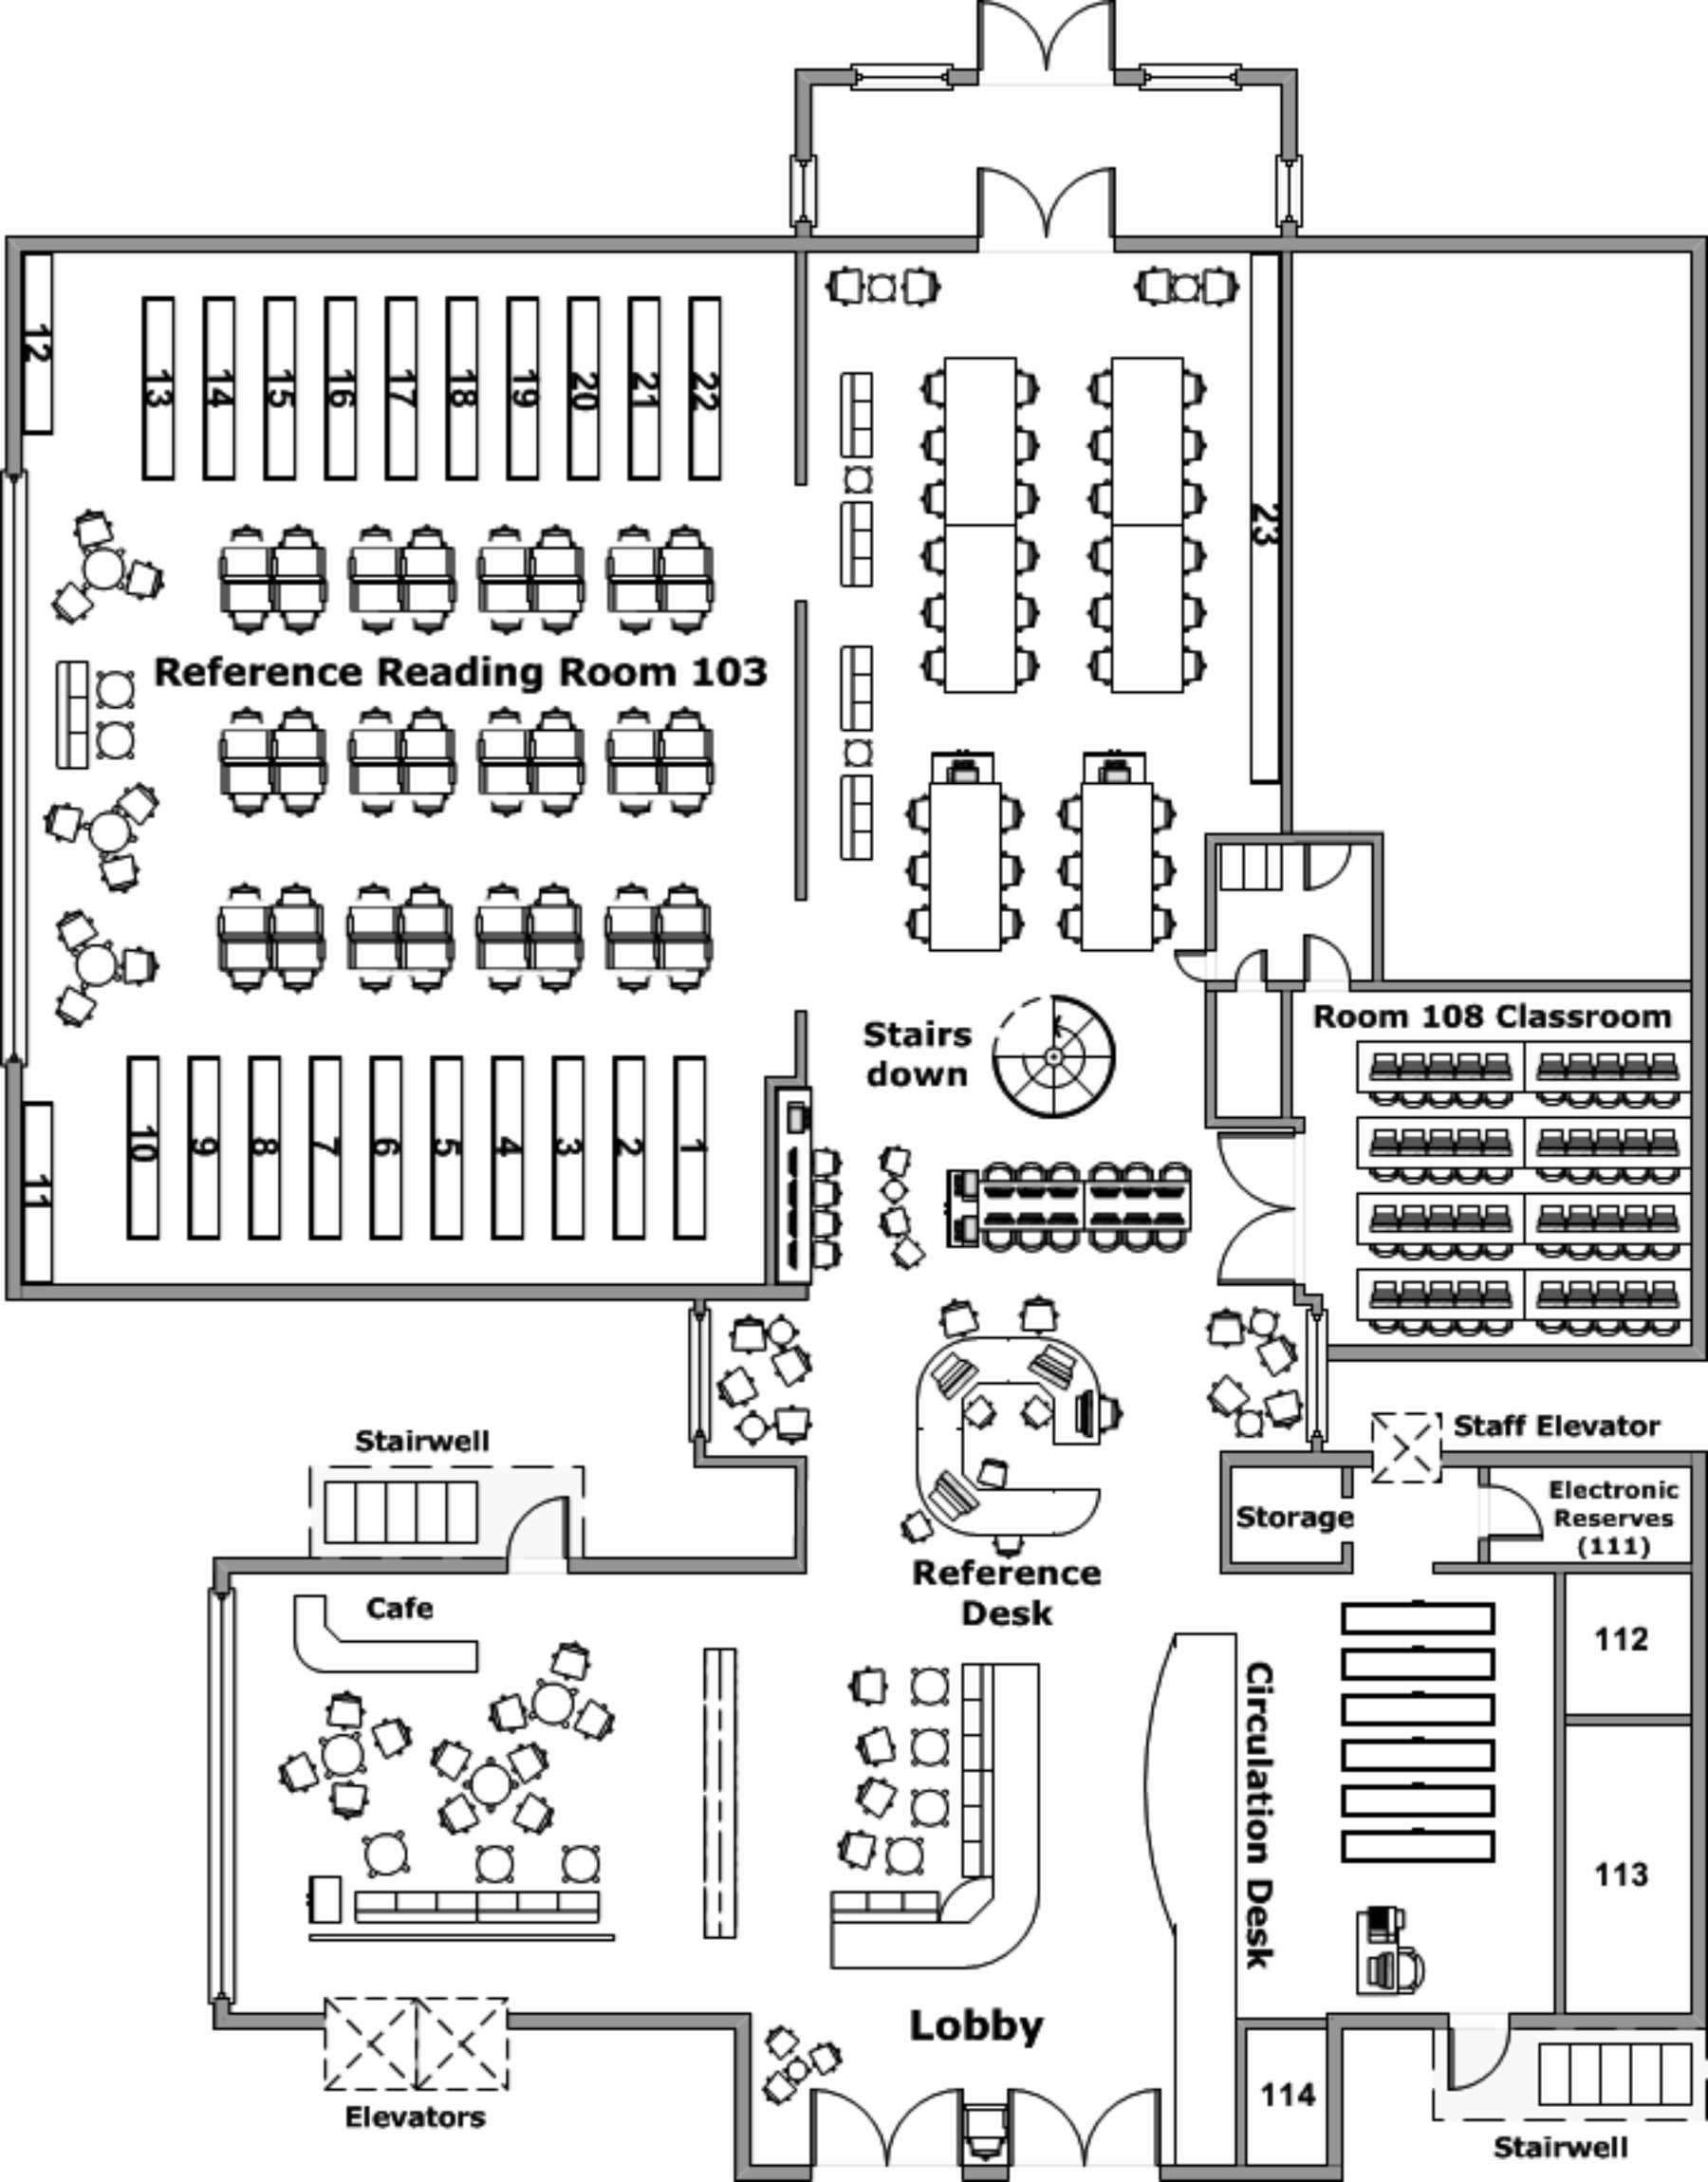 12
13
14
15
16
17
18
19
20
21
22
23
Reference Reading Room 103
Stairs
down
Room 108 Classroom
11
10
9
8
7
6
5
4
3
2
1
Stairwell
Staff Elevator
Storage
Electronic
Reserves
(111)
Reference
Desk
Cafe
112
Circulation Desk
113
Lobby
114
Elevators
Stairwell